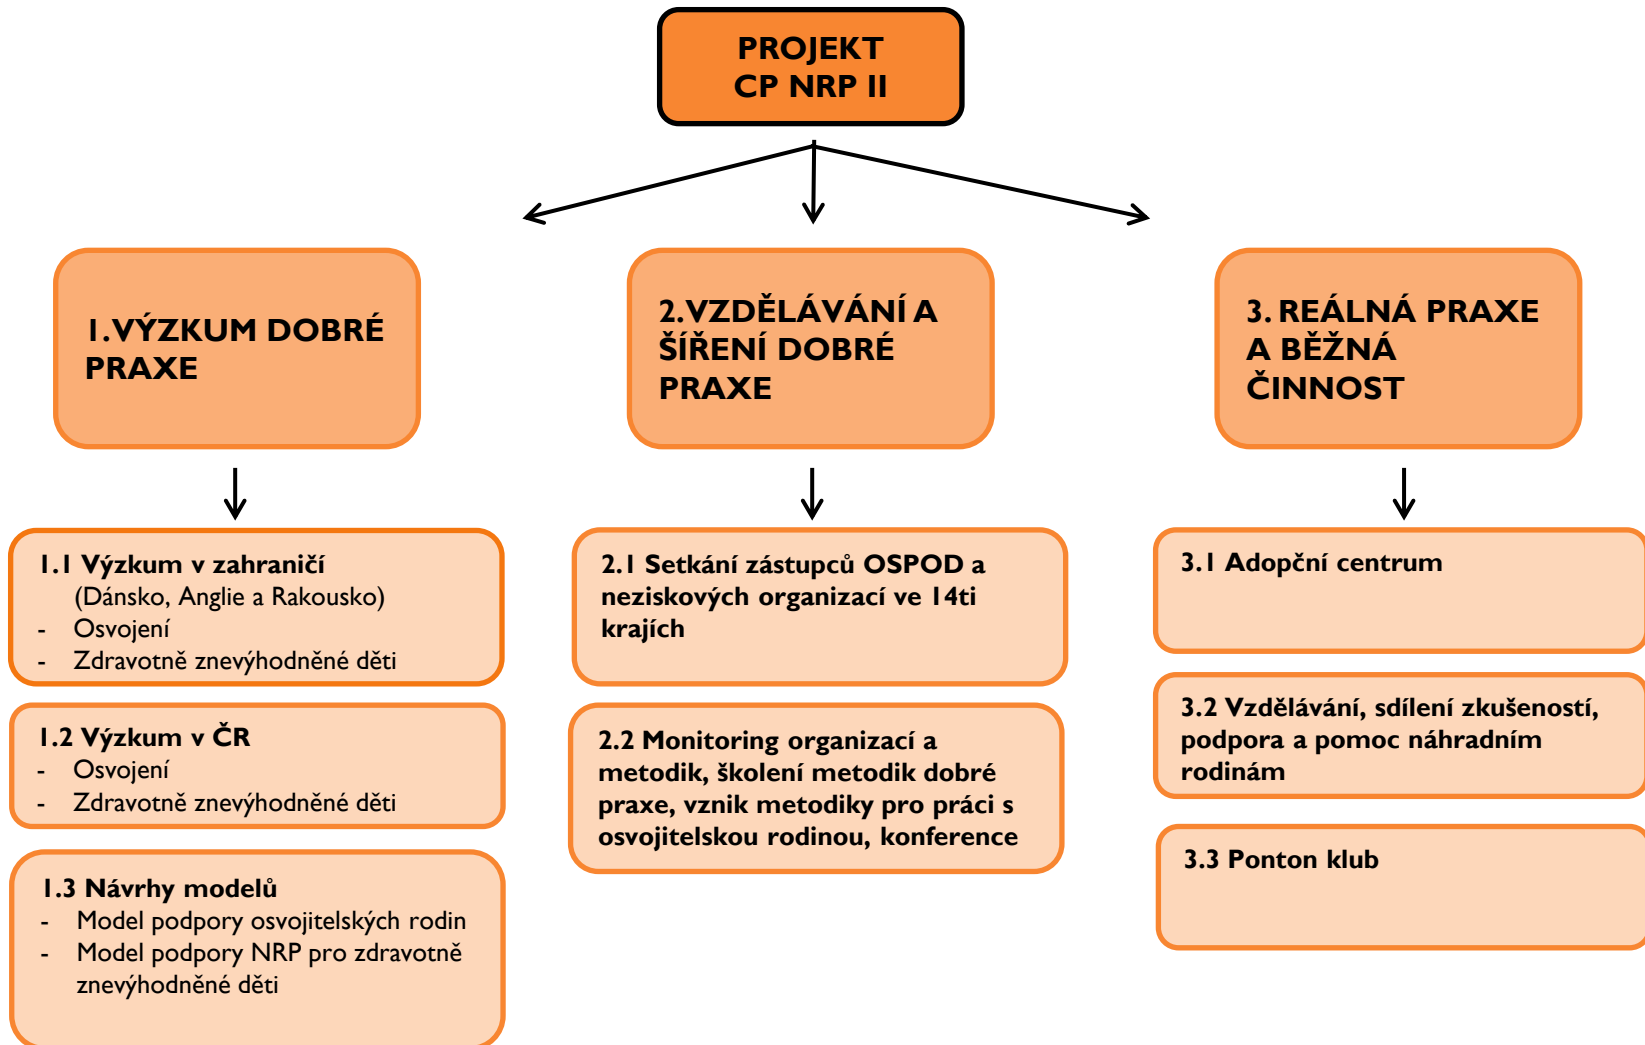 PROJEKT
CP NRP II
1. VÝZKUM DOBRÉ
PRAXE
2. VZDĚLÁVÁNÍ A
ŠÍŘENÍ DOBRÉ
PRAXE
3. REÁLNÁ PRAXE
A BĚŽNÁ
ČINNOST
1.1 Výzkum v zahraničí
(Dánsko, Anglie a Rakousko)
- Osvojení
- Zdravotně znevýhodněné děti
1.2 Výzkum v ČR
- Osvojení
- Zdravotně znevýhodněné děti
1.3 Návrhy modelů
- Model podpory osvojitelských rodin
- Model podpory NRP pro zdravotně
znevýhodněné děti
2.1 Setkání zástupců OSPOD a
neziskových organizací ve 14ti
krajích
2.2 Monitoring organizací a
metodik, školení metodik dobré
praxe, vznik metodiky pro práci s
osvojitelskou rodinou, konference
3.1 Adopční centrum
3.2 Vzdělávání, sdílení zkušeností,
podpora a pomoc náhradním
rodinám
3.3 Ponton klub